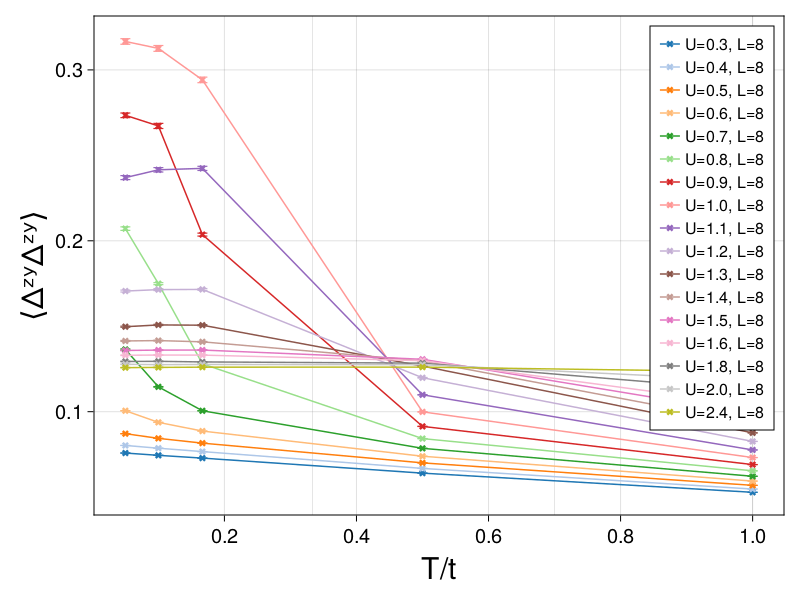 0.3
0.2
0.1
⟨Δᶻʸ Δᶻʸ⟩
0.2
0.4
0.6
0.8
1.0
T/t
U=0.3, L=8
U=0.4, L=8
U=0.5, L=8
U=0.6, L=8
U=0.7, L=8
U=0.8, L=8
U=0.9, L=8
U=1.0, L=8
U=1.1, L=8
U=1.2, L=8
U=1.3, L=8
U=1.4, L=8
U=1.5, L=8
U=1.6, L=8
U=1.8, L=8
U=2.0, L=8
U=2.4, L=8